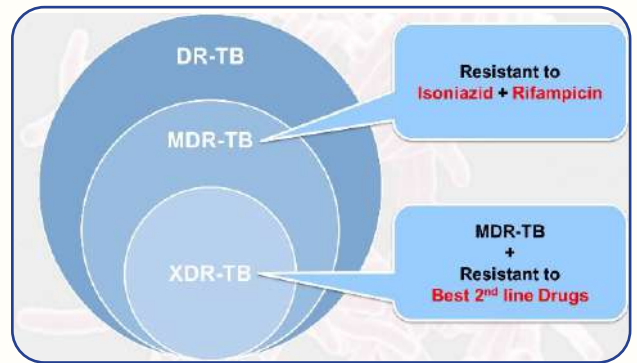 DR-TB
MDR-TB
XDR-TB
Resistant to
Isoniazid + Rifampicin
MDR-TB
+
Resistant to
Best 2nd line Drugs